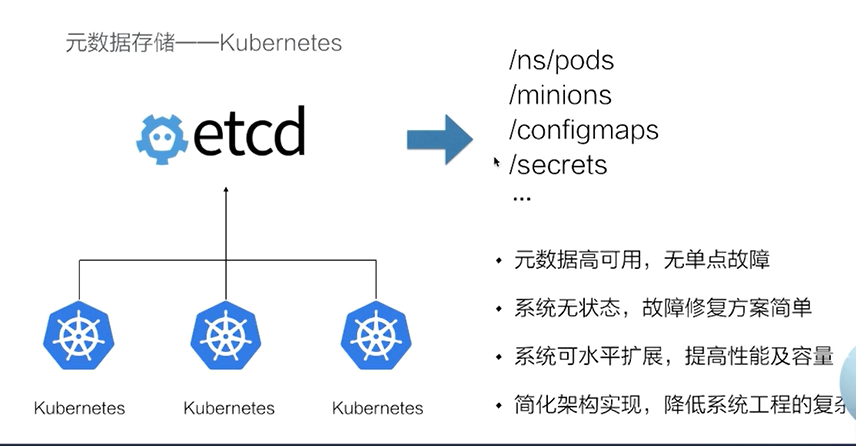 元数据存储——Kubernetes
etcd
/ns/pods
/minions
/configmaps
/secrets
...
• 元数据高可用，无单点故障
• 系统无状态，故障修复方案简单
• 系统可水平扩展，提高性能及容量
• 简化架构实现，降低系统工程的复杂
Kubernetes
Kubernetes
Kubernetes